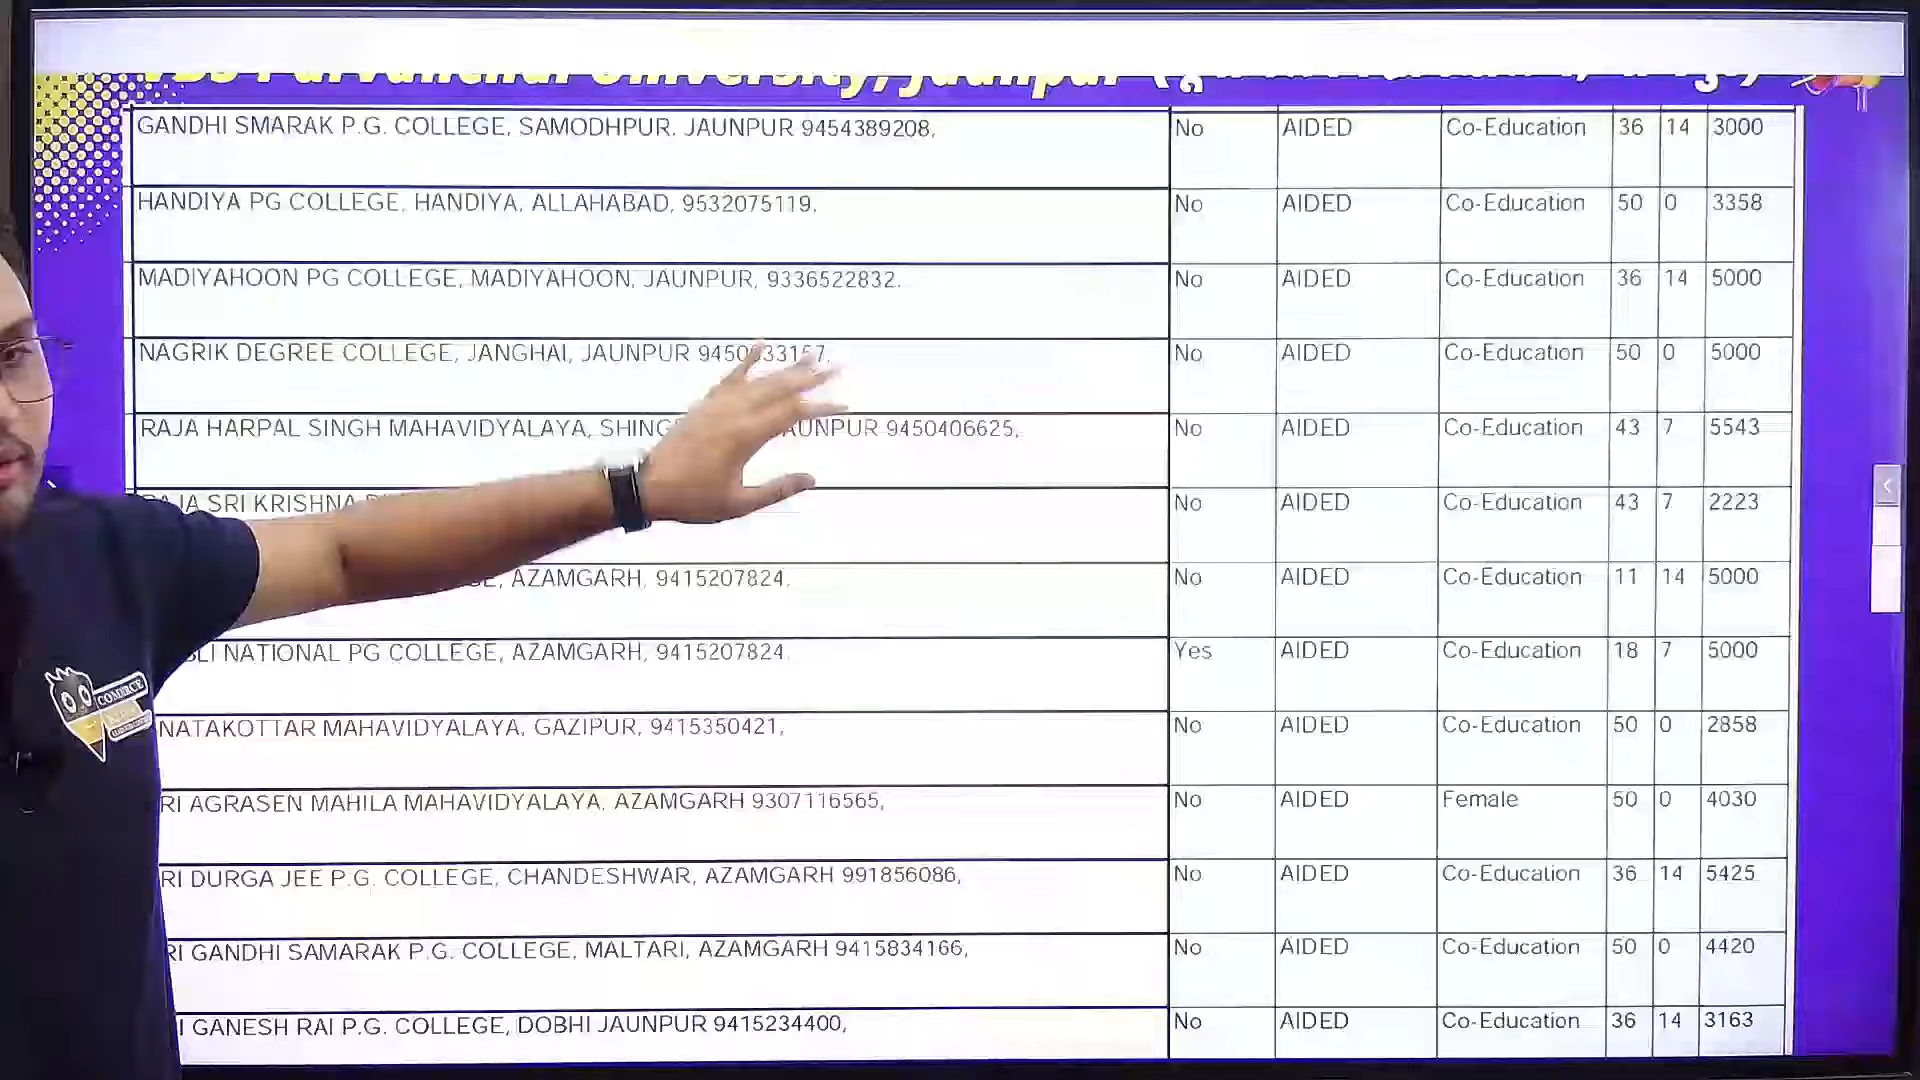 Purvanchal University, Jaunpur
GANDHI SMARAK P.G. COLLEGE, SAMODHPUR, JAUNPUR 9454389208, No AIDED Co-Education 36 14 3000
HANDIYA PG COLLEGE, HANDIYA, ALLAHABAD, 9532075119, No AIDED Co-Education 50 0 3358
MADIYAHOON PG COLLEGE, MADIYAHOON, JAUNPUR, 9336522832, No AIDED Co-Education 36 14 5000
NAGRIK DEGREE COLLEGE, JANGHAI, JAUNPUR No AIDED Co-Education 50 0 5000
RAJA HARPAL SINGH MAHAVIDYALAYA, JAUNPUR 9450406625, No AIDED Co-Education 43 7 5543
SRI KRISHNA No AIDED Co-Education 43 7 2223
AZAMGARH, 9415207824, No AIDED Co-Education 11 14 5000
NATIONAL PG COLLEGE, AZAMGARH, 9415207824, Yes AIDED Co-Education 18 7 5000
NATAKOTTAR MAHAVIDYALAYA, GAZIPUR, 9415350421, No AIDED Co-Education 50 0 2858
RI AGRASEN MAHILA MAHAVIDYALAYA, AZAMGARH 9307116565, No AIDED Female 50 0 4030
RI DURGA JEE P.G. COLLEGE, CHANDESHWAR, AZAMGARH 991856086, No AIDED Co-Education 36 14 5425
RI GANDHI SAMARAK P.G. COLLEGE, MALTARI, AZAMGARH 9415834166, No AIDED Co-Education 50 0 4420
I GANESH RAI P.G. COLLEGE, DOBHI JAUNPUR 9415234400, No AIDED Co-Education 36 14 3163
COMERCE